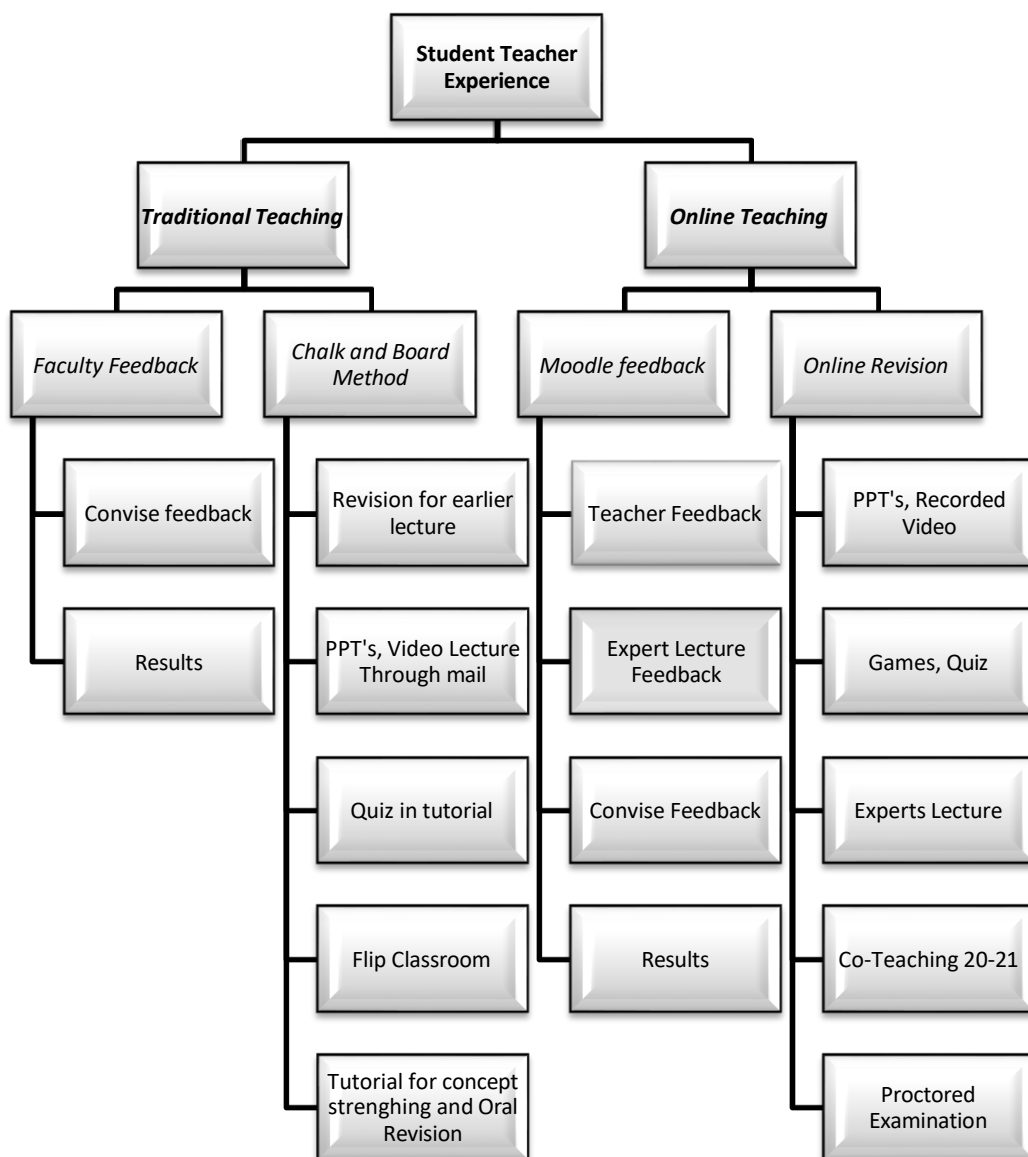 Student Teacher
Experience
Traditional Teaching
Online Teaching
Faculty Feedback
Chalk and Board
Method
Moodle feedback
Online Revision
Convise feedback
Revision for earlier
lecture
Teacher Feedback
PPT's, Recorded
Video
Results
PPT's, Video Lecture
Through mail
Expert Lecture
Feedback
Games, Quiz
Quiz in tutorial
Convise Feedback
Experts Lecture
Flip Classroom
Results
Co-Teaching 20-21
Tutorial for concept
strenghing and Oral
Revision
Proctored
Examination